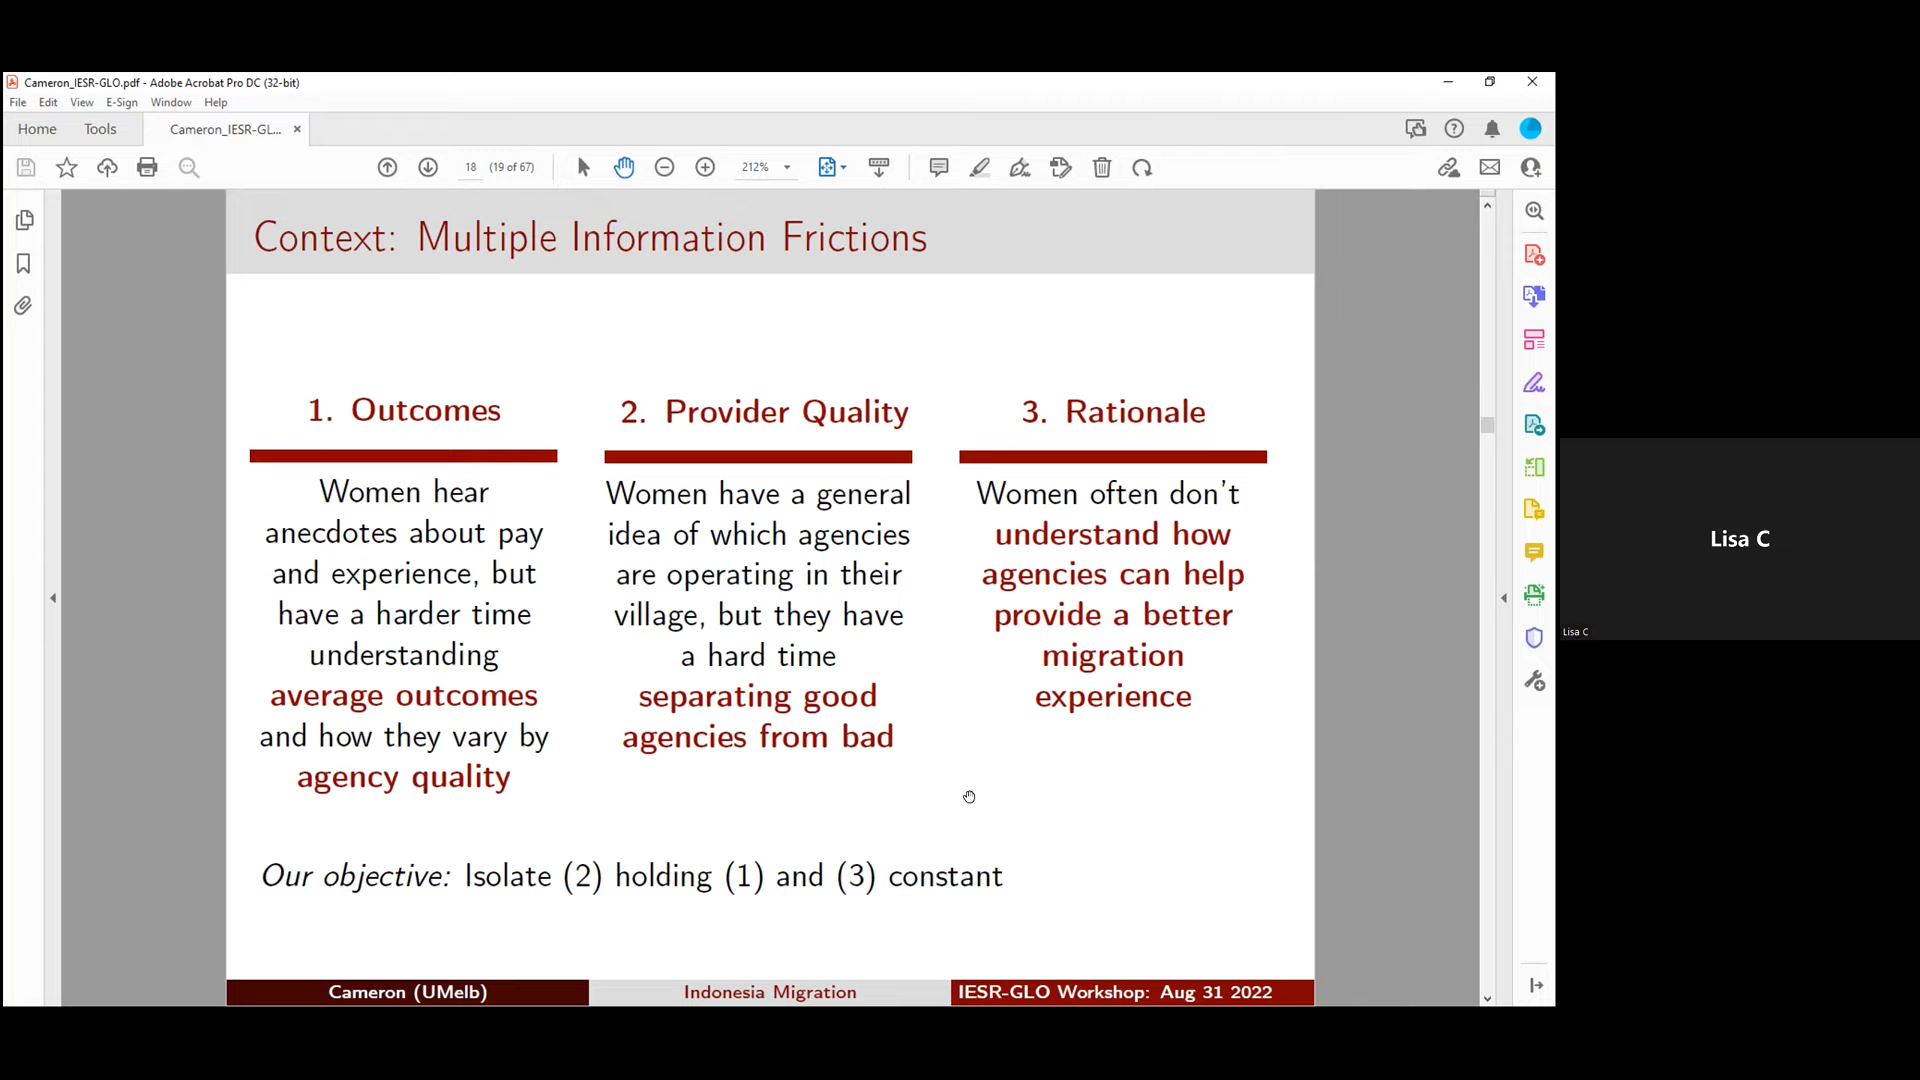 Cameron_IESR-GLO.pdf - Adobe Acrobat Pro DC (32-bit)
File Edit View E-Sign Window Help
Home Tools Cameron_IESR-GL...
18 (19 of 67) 212%
Context: Multiple Information Frictions
1. Outcomes
Women hear
anecdotes about pay
and experience, but
have a harder time
understanding
average outcomes
and how they vary by
agency quality
2. Provider Quality
Women have a general
idea of which agencies
are operating in their
village, but they have
a hard time
separating good
agencies from bad
3. Rationale
Women often don't
understand how
agencies can help
provide a better
migration
experience
Our objective: Isolate (2) holding (1) and (3) constant
Cameron (UMelb) Indonesia Migration IESR-GLO Workshop: Aug 31 2022
Lisa C
Lisa C